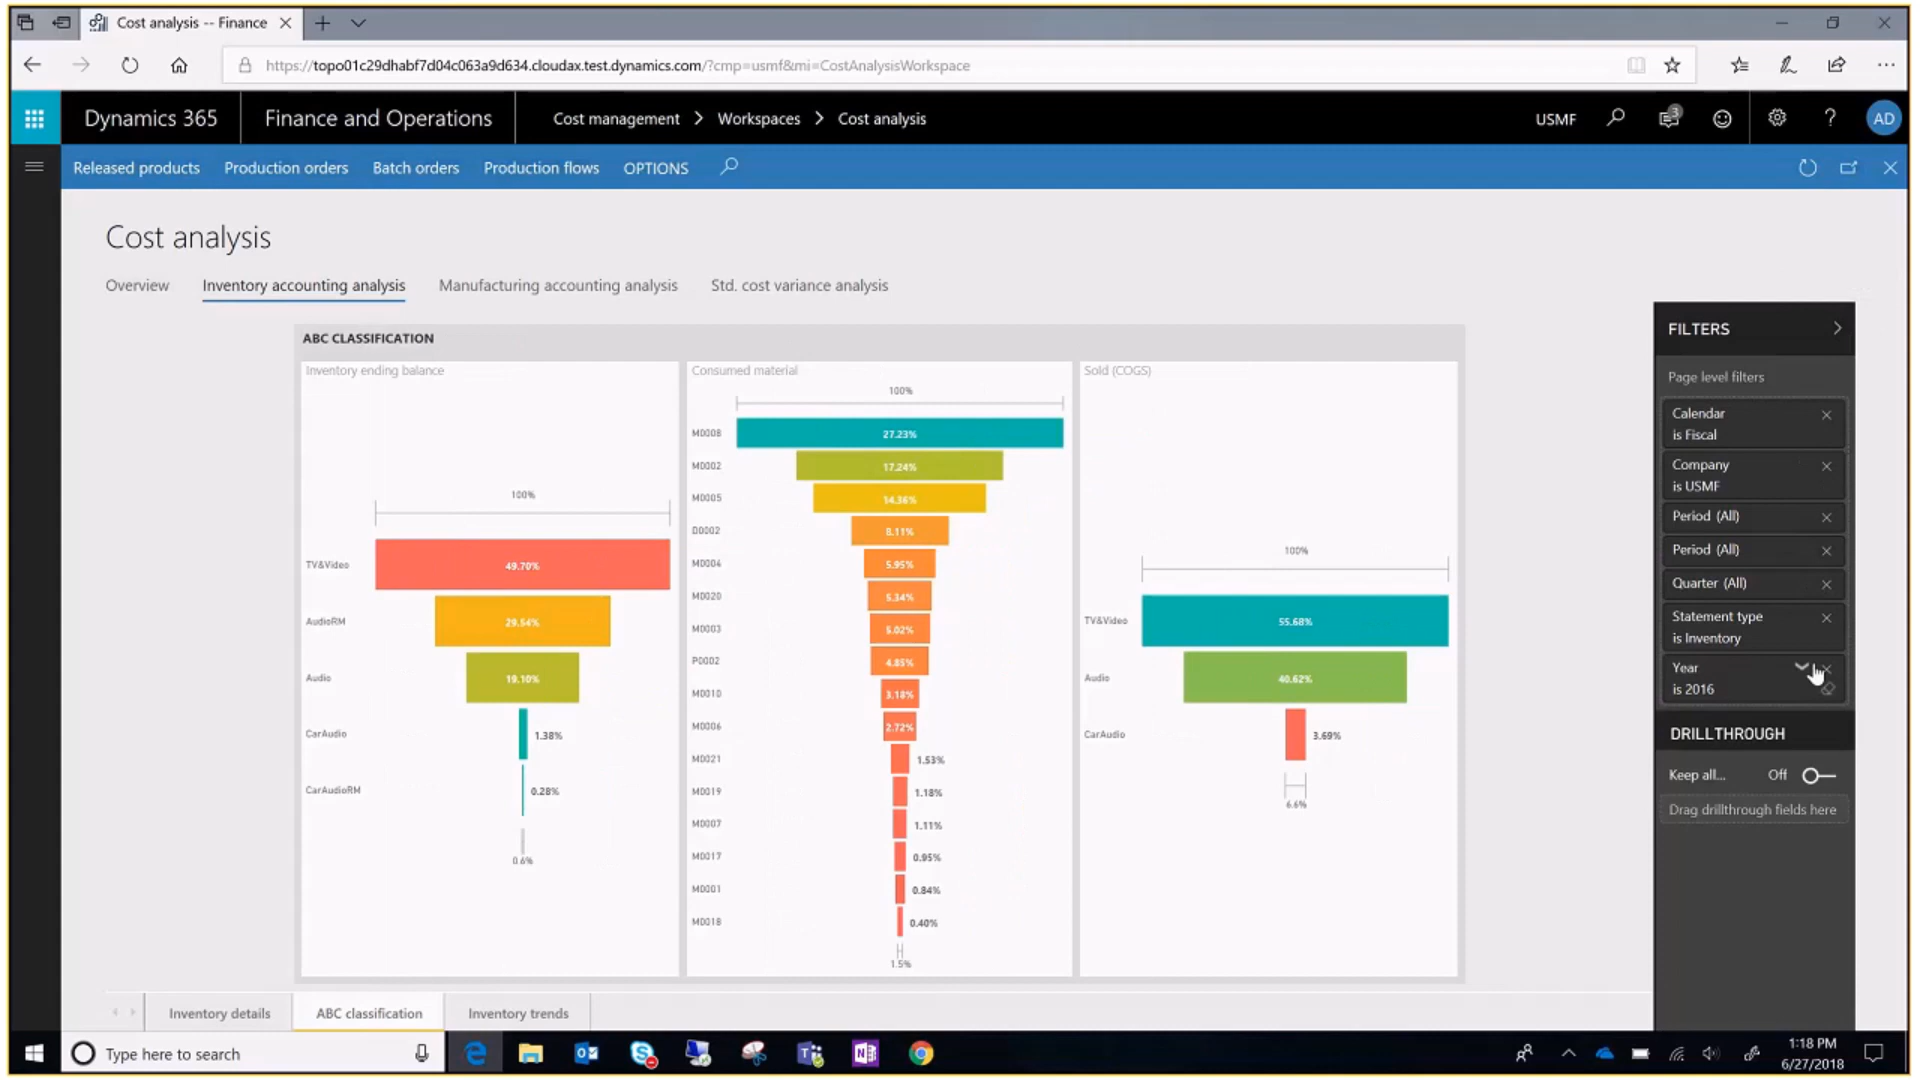 Cost analysis -- Finance
https://topo01c29dhabf7d04c063a9d634.cloudax.test.dynamics.com/?cmp=usmf&mi=CostAnalysisWorkspace
Dynamics 365
Finance and Operations
Cost management > Workspaces > Cost analysis
USMF
3
?
AD
Released products
Production orders
Batch orders
Production flows
OPTIONS
Cost analysis
Overview
Inventory accounting analysis
Manufacturing accounting analysis
Std. cost variance analysis
ABC CLASSIFICATION
Inventory ending balance
100%
TV&Video 49.70%
AudioRM 29.54%
Audio 19.10%
CarAudio 1.38%
CarAudioRM 0.28%
0.6%
Consumed material
100%
M0008 27.23%
M0002 17.24%
M0005 14.36%
D0002 8.11%
M0004 5.95%
M0020 5.34%
M0003 5.02%
P0002 4.85%
M0010 3.18%
M0006 2.72%
M0021 1.53%
M0019 1.18%
M0007 1.11%
M0017 0.95%
M0001 0.84%
M0018 0.40%
1.5%
Sold (COGS)
100%
TV&Video 55.68%
Audio 40.62%
CarAudio 3.69%
6.6%
FILTERS
Page level filters
Calendar
is Fiscal
Company
is USMF
Period (All)
Period (All)
Quarter (All)
Statement type
is Inventory
Year
is 2016
DRILLTHROUGH
Keep all... Off
Drag drillthrough fields here
Inventory details
ABC classification
Inventory trends
Type here to search
1:18 PM
6/27/2018